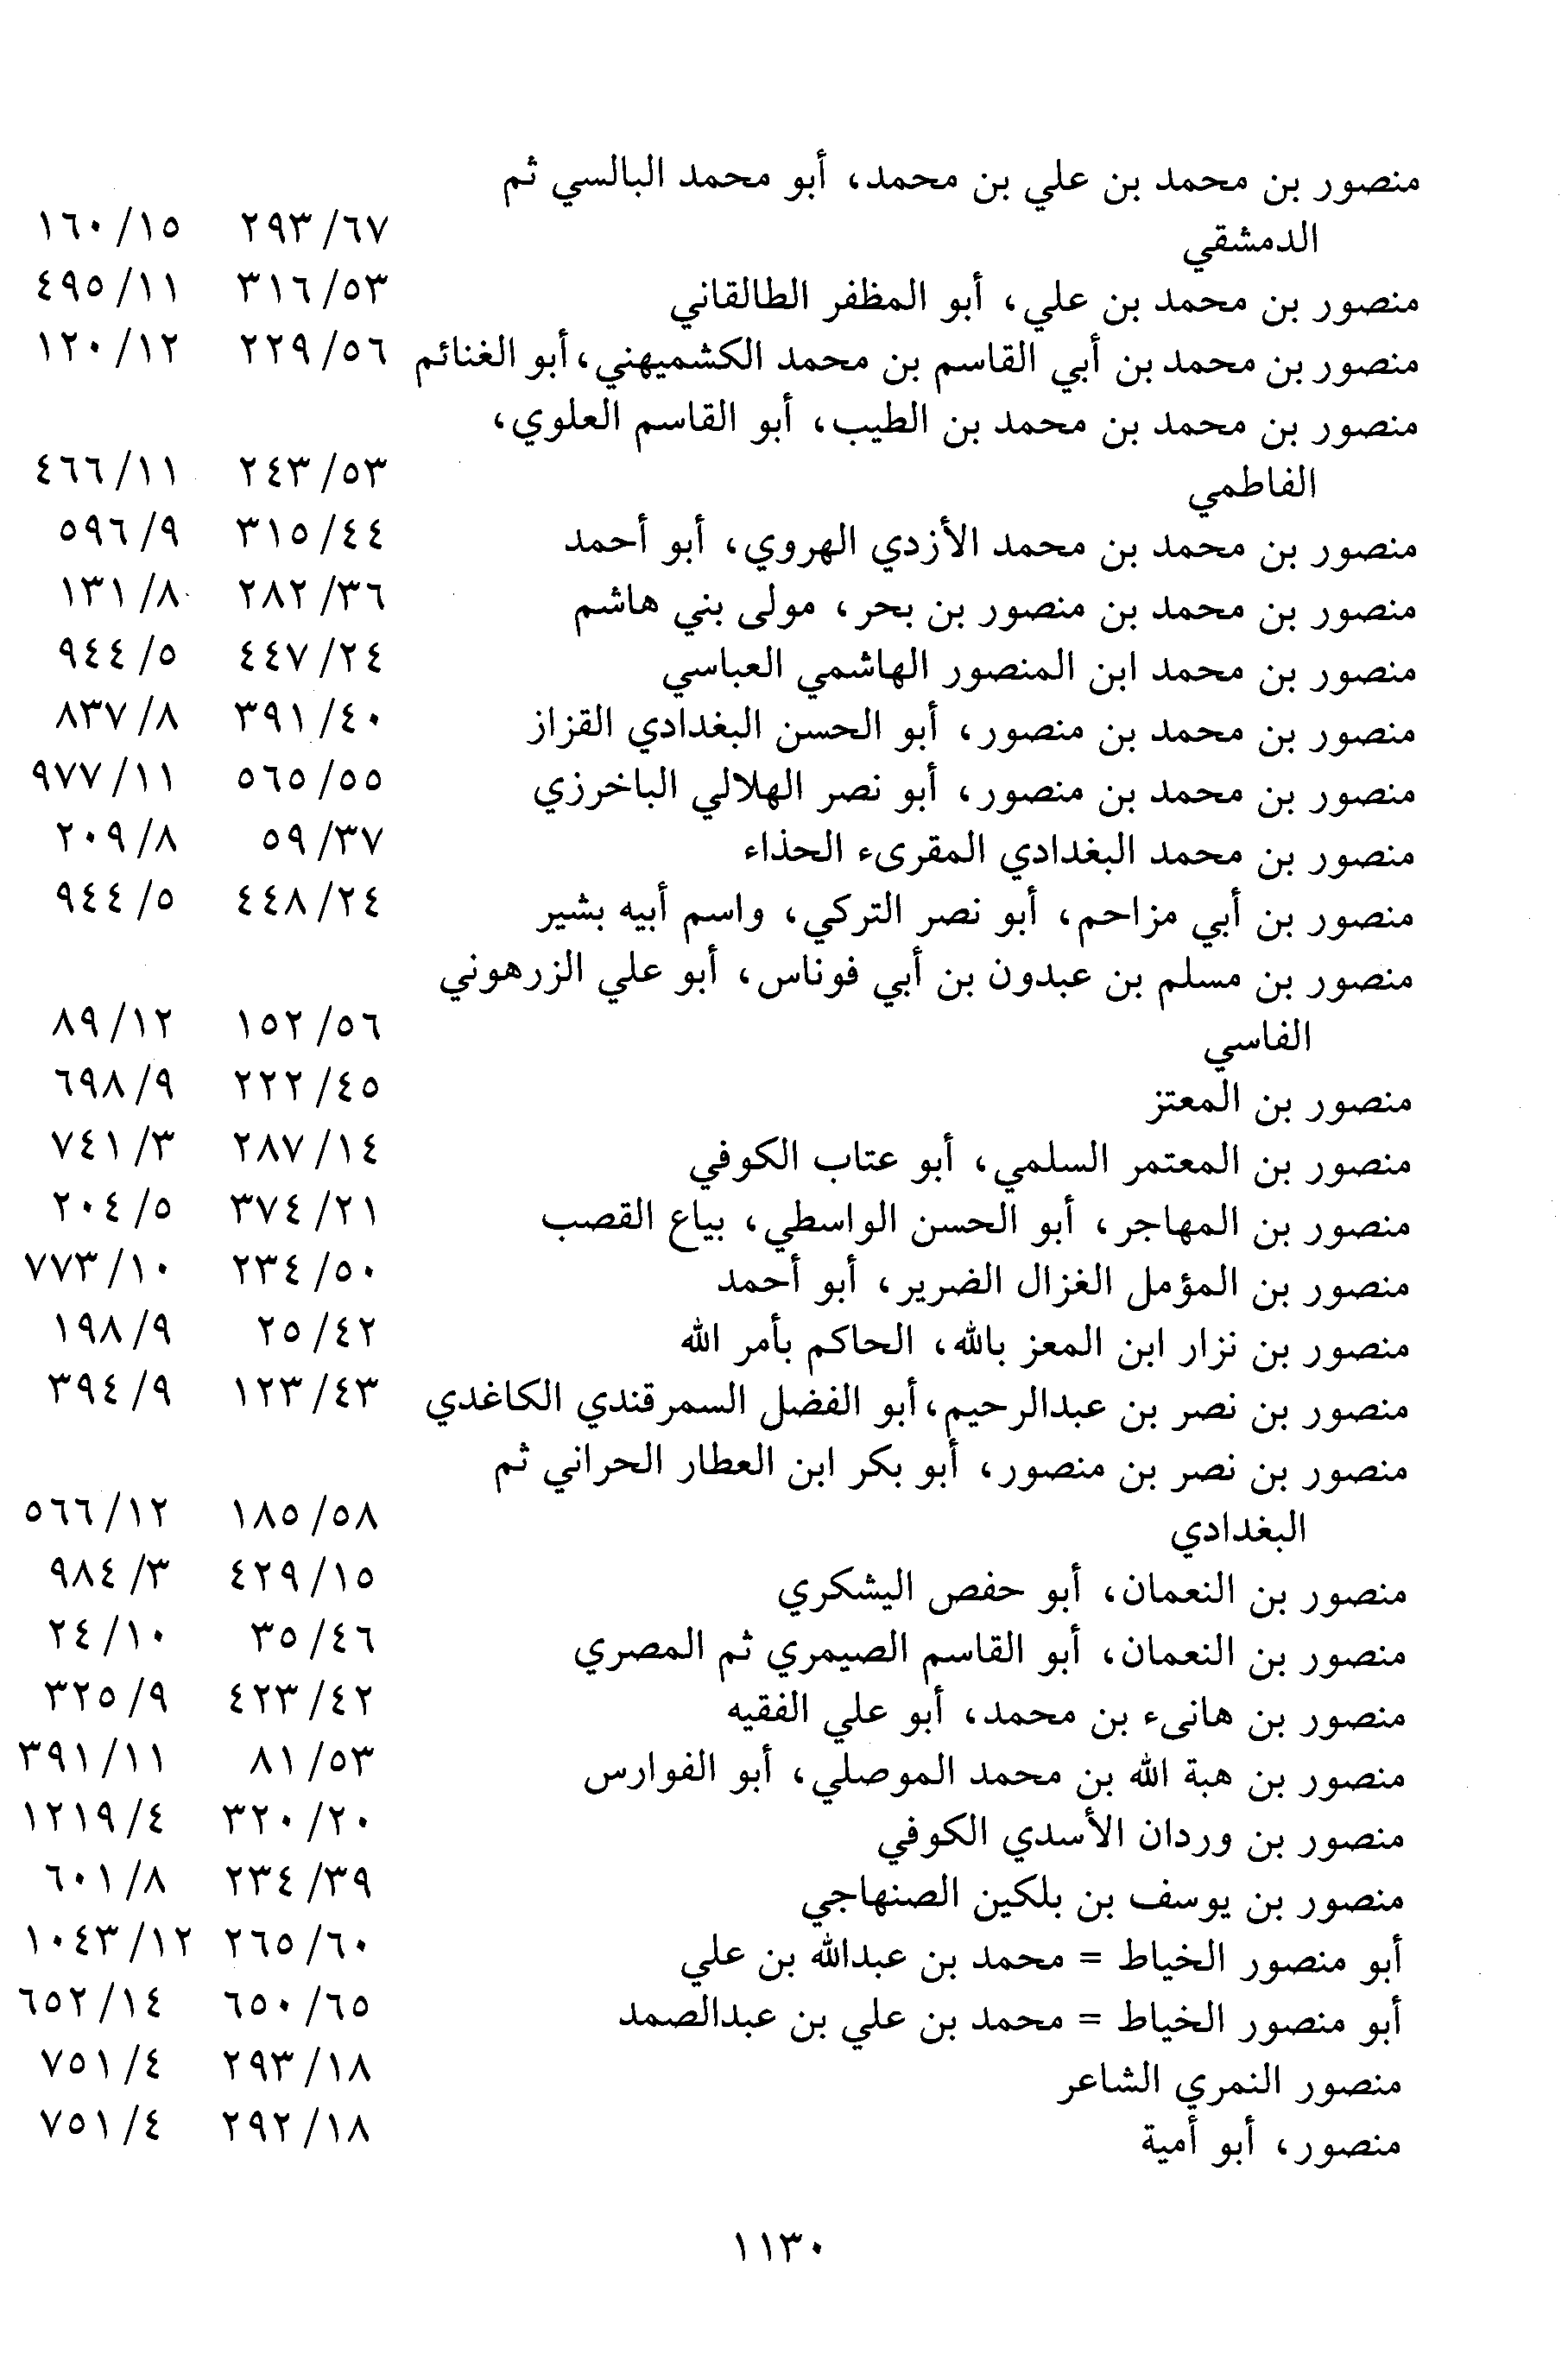 منصور بن محمد بن علي بن محمد، أبو محمد البالسي ثم
الدمشقي ٦٧/ ٢٩٣ ١٥/ ١٦٠
منصور بن محمد بن علي، أبو المظفر الطالقاني ٥٣/ ٣١٦ ١١/ ٤٩٥
منصور بن محمد بن أبي القاسم بن محمد الكشميهني، أبو الغنائم ٥٦/ ٢٢٩ ١٢/ ١٢٠
منصور بن محمد بن محمد بن الطيب، أبو القاسم العلوي،
الفاطمي ٥٣/ ٢٤٣ ١١/ ٤٦٦
منصور بن محمد بن محمد الأزدي الهروي، أبو أحمد ٤٤/ ٣١٥ ٩/ ٥٩٦
منصور بن محمد بن منصور بن بحر، مولى بني هاشم ٣٦/ ٢٨٢ ٨/ ١٣١
منصور بن محمد ابن المنصور الهاشمي العباسي ٢٤/ ٤٤٧ ٥/ ٩٤٤
منصور بن محمد بن منصور، أبو الحسن البغدادي القزاز ٤٠/ ٣٩١ ٨/ ٨٣٧
منصور بن محمد بن منصور، أبو نصر الهلالي الباخرزي ٥٥/ ٥٦٥ ١١/ ٩٧٧
منصور بن محمد البغدادي المقرىء الحذاء ٣٧/ ٥٩ ٨/ ٢٠٩
منصور بن أبي مزاحم، أبو نصر التركي، واسم أبيه بشير ٢٤/ ٤٤٨ ٥/ ٩٤٤
منصور بن مسلم بن عبدون بن أبي فوناس، أبو علي الزرهوني
الفاسي ٥٦/ ١٥٢ ١٢/ ٨٩
منصور بن المعتز ٤٥/ ٢٢٢ ٩/ ٦٩٨
منصور بن المعتمر السلمي، أبو عتاب الكوفي ١٤/ ٢٨٧ ٣/ ٧٤١
منصور بن المهاجر، أبو الحسن الواسطي، بياع القصب ٢١/ ٣٧٤ ٥/ ٢٠٤
منصور بن المؤمل الغزال الضرير، أبو أحمد ٥٠/ ٢٣٤ ١٠/ ٧٧٣
منصور بن نزار ابن المعز بالله، الحاكم بأمر الله ٤٢/ ٢٥ ٩/ ١٩٨
منصور بن نصر بن عبدالرحيم، أبو الفضل السمرقندي الكاغدي ٤٣/ ١٢٣ ٩/ ٣٩٤
منصور بن نصر بن منصور، أبو بكر ابن العطار الحراني ثم
البغدادي ٥٨/ ١٨٥ ١٢/ ٥٦٦
منصور بن النعمان، أبو حفص اليشكري ١٥/ ٤٢٩ ٣/ ٩٨٤
منصور بن النعمان، أبو القاسم الصيمري ثم المصري ٤٦/ ٣٥ ١٠/ ٢٤
منصور بن هانىء بن محمد، أبو علي الفقيه ٤٢/ ٤٢٣ ٩/ ٣٢٥
منصور بن هبة الله بن محمد الموصلي، أبو الفوارس ٥٣/ ٨١ ١١/ ٣٩١
منصور بن وردان الأسدي الكوفي ٢٠/ ٣٢٠ ٤/ ١٢١٩
منصور بن يوسف بن بلكين الصنهاجي ٣٩/ ٢٣٤ ٨/ ٦٠١
أبو منصور الخياط = محمد بن عبدالله بن علي ٦٠/ ٢٦٥ ١٢/ ١٠٤٣
أبو منصور الخياط = محمد بن علي بن عبدالصمد ٦٥/ ٦٥٠ ١٤/ ٦٥٢
منصور النمري الشاعر ١٨/ ٢٩٣ ٤/ ٧٥١
منصور، أبو أمية ١٨/ ٢٩٢ ٤/ ٧٥١
١١٣٠